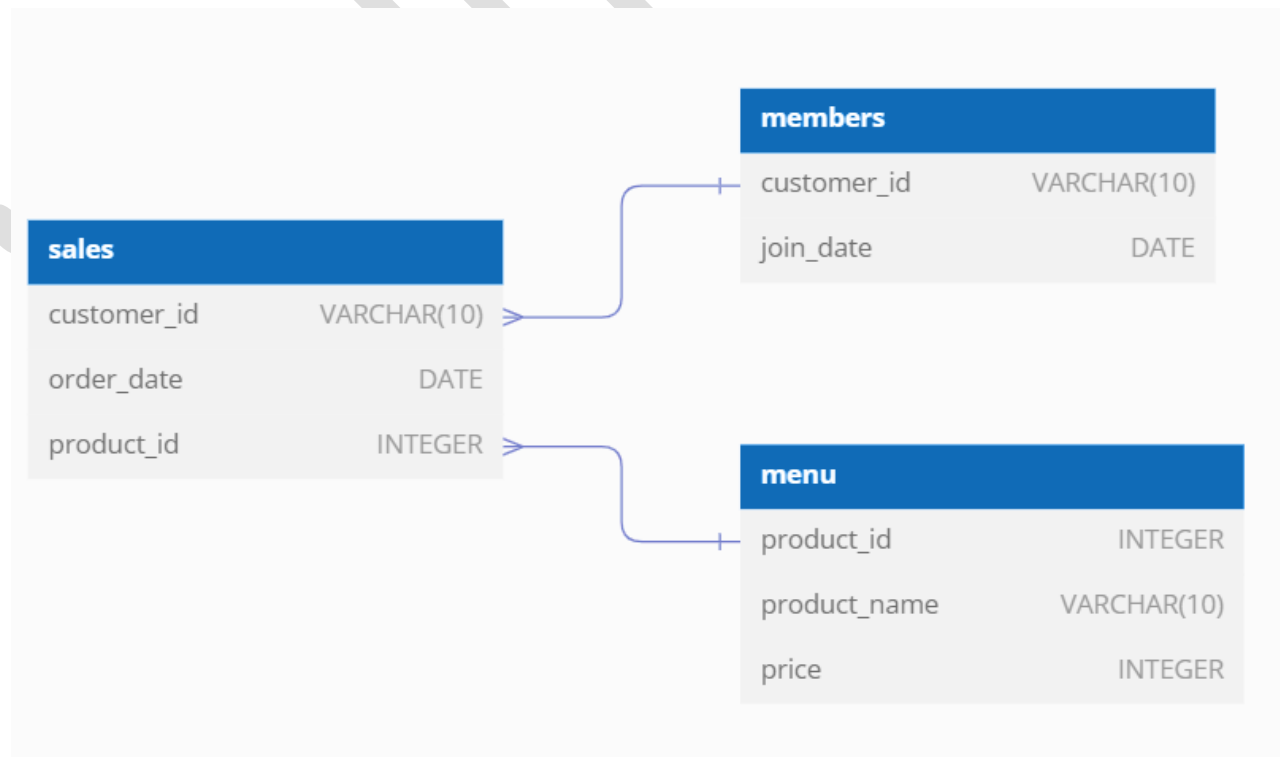 sales
customer_id VARCHAR(10)
order_date DATE
product_id INTEGER
members
customer_id VARCHAR(10)
join_date DATE
menu
product_id INTEGER
product_name VARCHAR(10)
price INTEGER